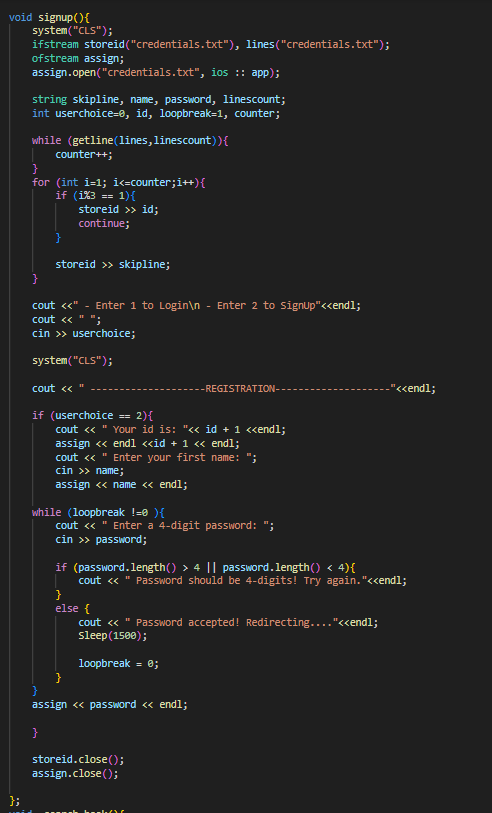 void signup(){
system("CLS");
ifstream storeid("credentials.txt"), lines("credentials.txt");
ofstream assign;
assign.open("credentials.txt", ios :: app);
string skipline, name, password, linescount;
int userchoice=0, id, loopbreak=1, counter;
while (getline(lines,linescount)){
counter++;
}
for (int i=1; i<=counter;i++){
if (i%3 == 1){
storeid >> id;
continue;
}
storeid >> skipline;
}
cout <<" - Enter 1 to Login\n - Enter 2 to SignUp"<<endl;
cout << " ";
cin >> userchoice;
system("CLS");
cout << " --------------------REGISTRATION--------------------"<<endl;
if (userchoice == 2){
cout << " Your id is: "<< id + 1 <<endl;
assign << endl <<id + 1 << endl;
cout << " Enter your first name: ";
cin >> name;
assign << name << endl;
while (loopbreak !=0 ){
cout << " Enter a 4-digit password: ";
cin >> password;
if (password.length() > 4 || password.length() < 4){
cout << " Password should be 4-digits! Try again."<<endl;
}
else {
cout << " Password accepted! Redirecting...."<<endl;
Sleep(1500);
loopbreak = 0;
}
}
assign << password << endl;
}
storeid.close();
assign.close();
};